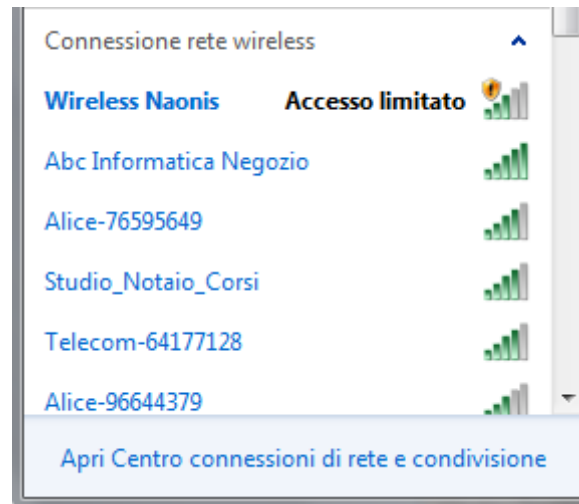 Connessione rete wireless
Wireless Naonis Accesso limitato
Abc Informatica Negozio
Alice-76595649
Studio_Notaio_Corsi
Telecom-64177128
Alice-96644379
Apri Centro connessioni di rete e condivisione